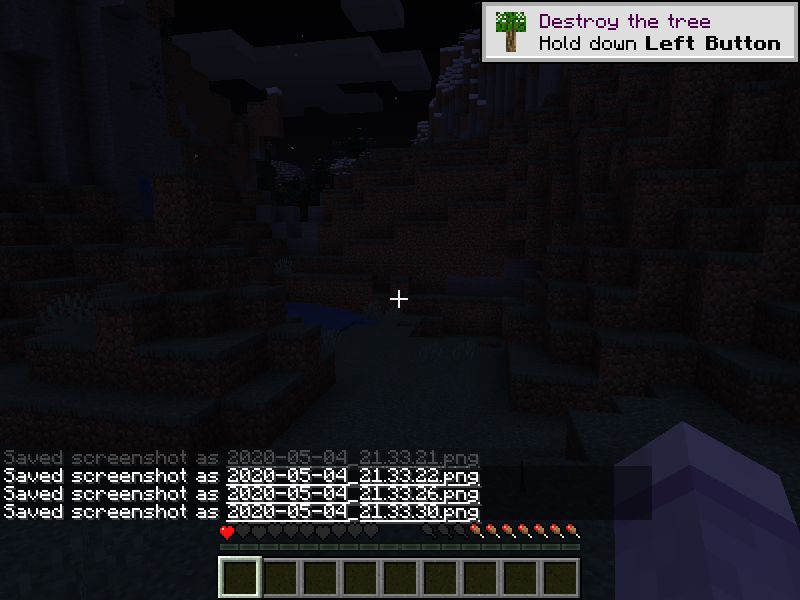 Destroy the tree
Hold down Left Button
Saved screenshot as 2020-05-04_21.33.21.png
Saved screenshot as 2020-05-04_21.33.22.png
Saved screenshot as 2020-05-04_21.33.26.png
Saved screenshot as 2020-05-04_21.33.30.png